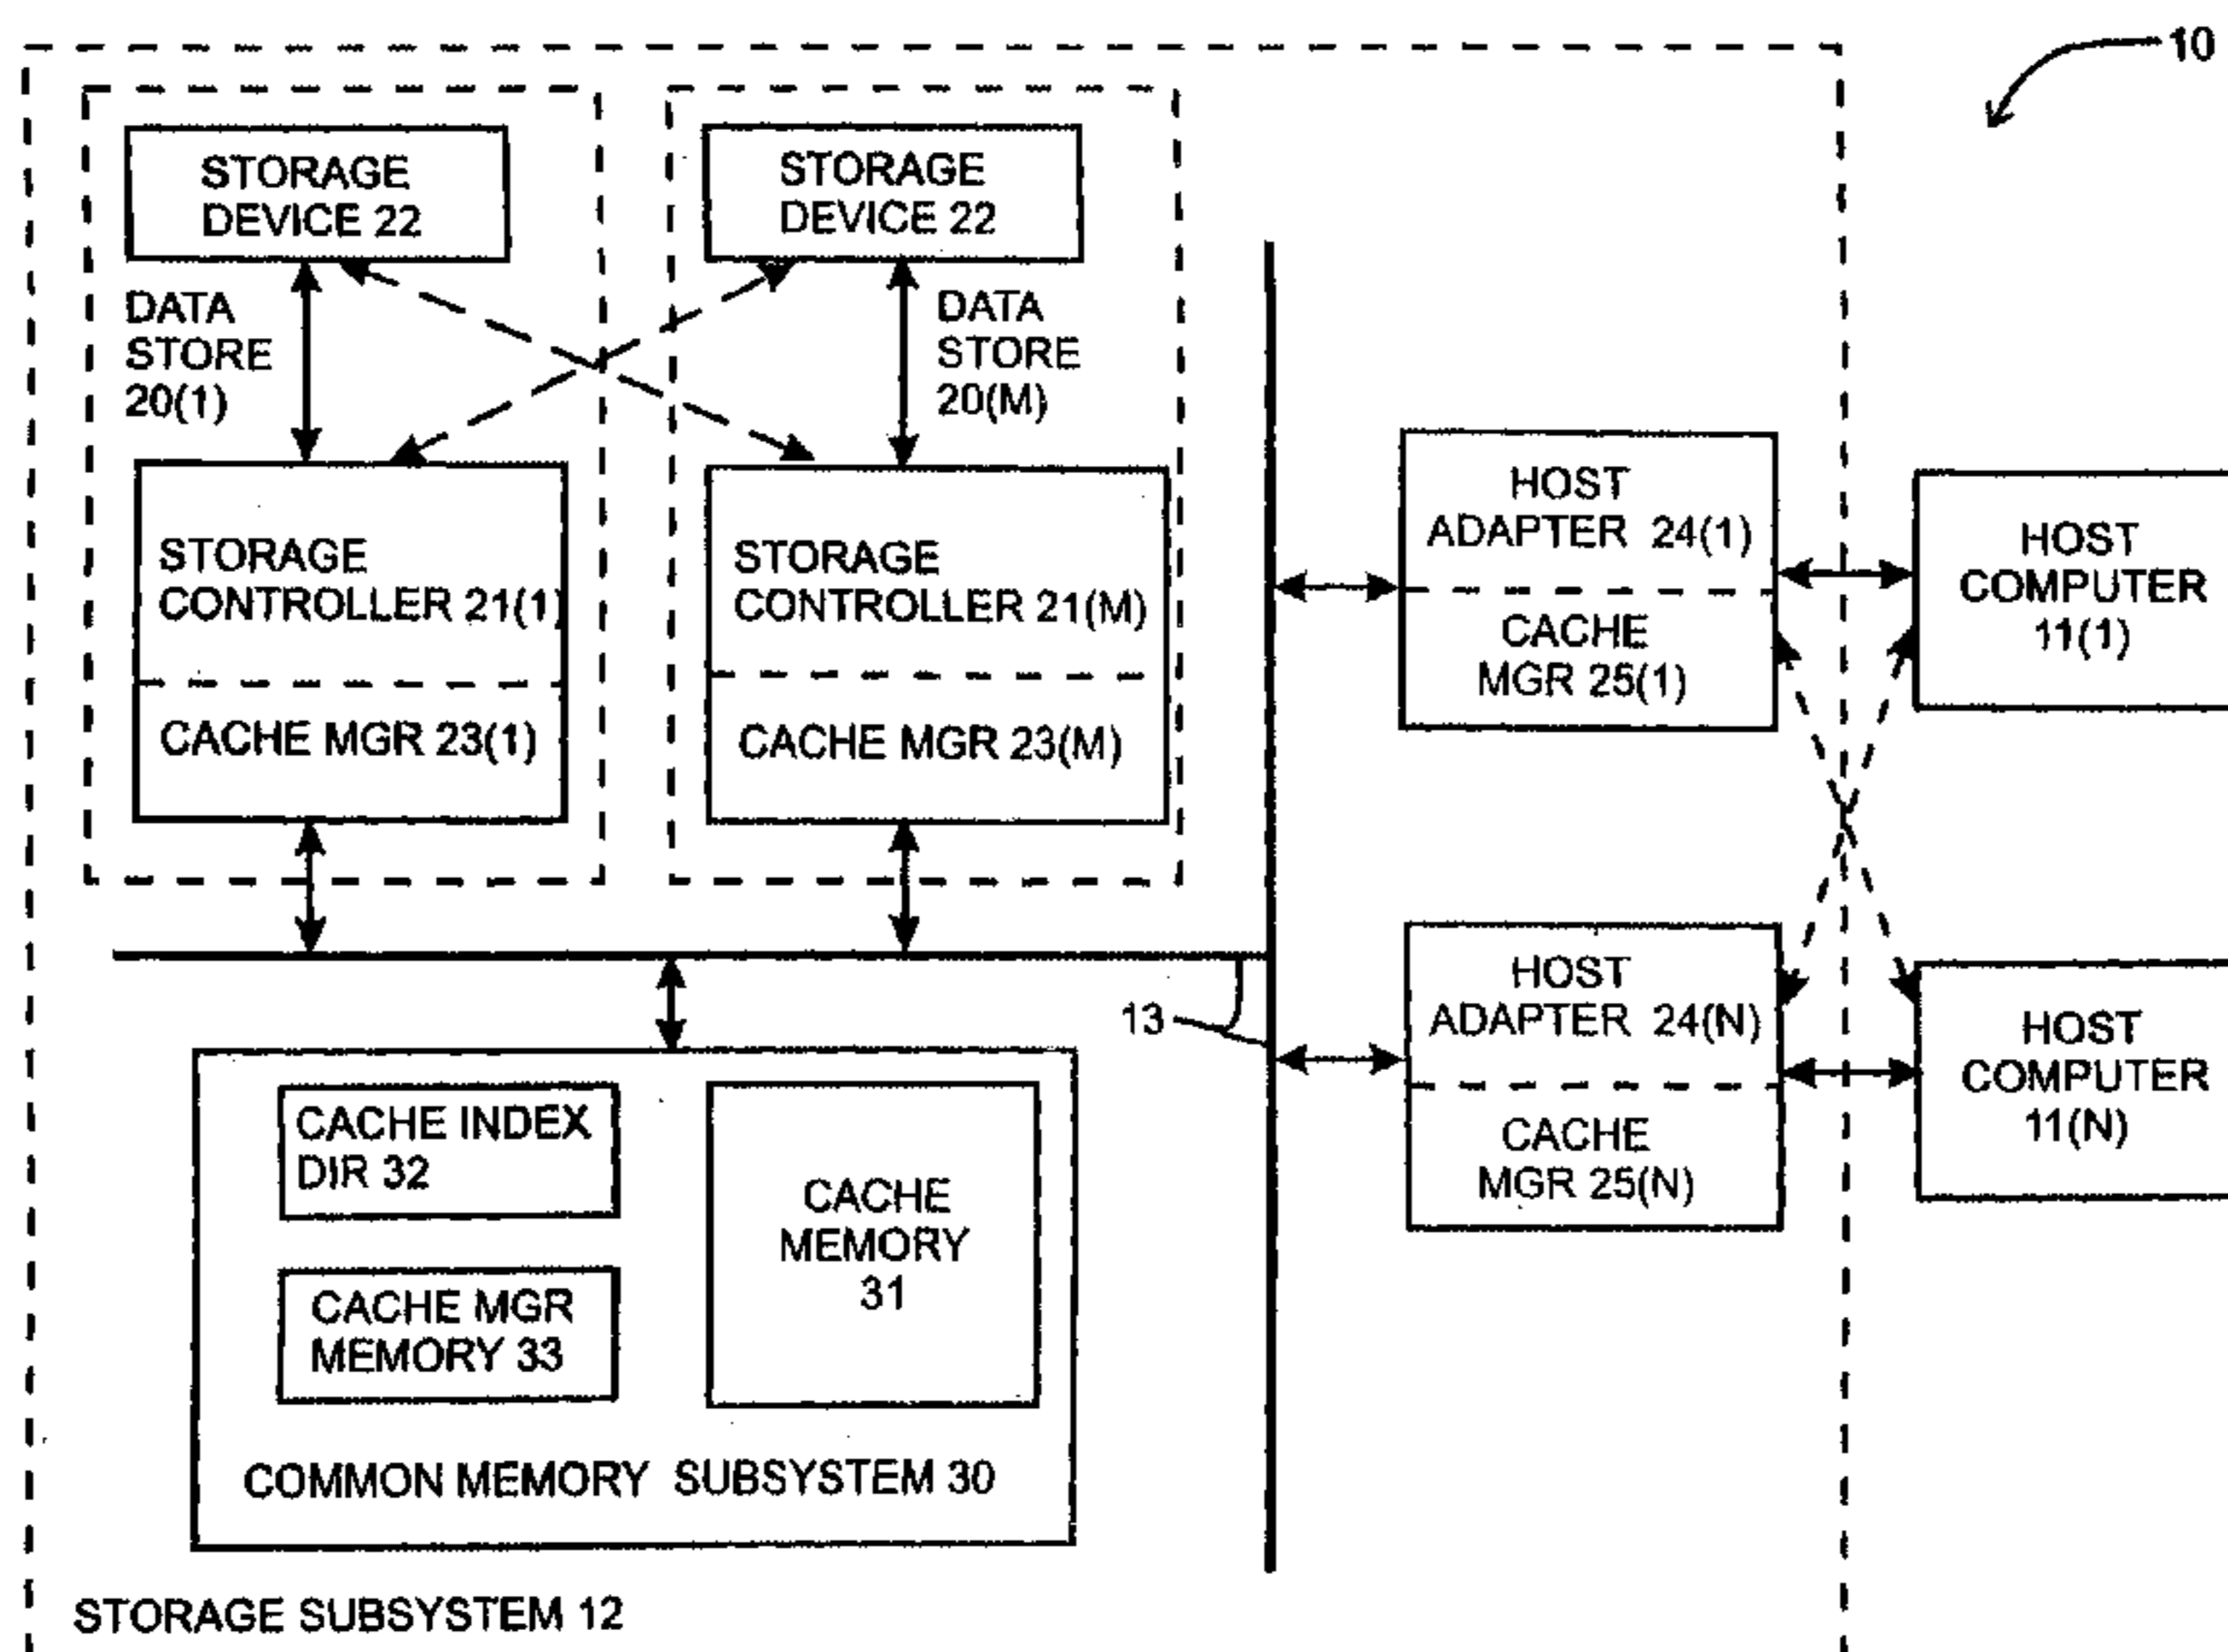 10
STORAGE
DEVICE 22
STORAGE
DEVICE 22
DATA
STORE
20(1)
DATA
STORE
20(M)
STORAGE
CONTROLLER 21(1)
CACHE MGR 23(1)
STORAGE
CONTROLLER 21(M)
CACHE MGR 23(M)
HOST
ADAPTER 24(1)
CACHE
MGR 25(1)
HOST
COMPUTER
11(1)
13
HOST
ADAPTER 24(N)
CACHE
MGR 25(N)
HOST
COMPUTER
11(N)
CACHE INDEX
DIR 32
CACHE MGR
MEMORY 33
CACHE
MEMORY
31
COMMON MEMORY SUBSYSTEM 30
STORAGE SUBSYSTEM 12